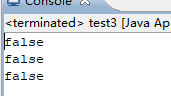 Console
<terminated> test3 [Java Ap
false
false
false